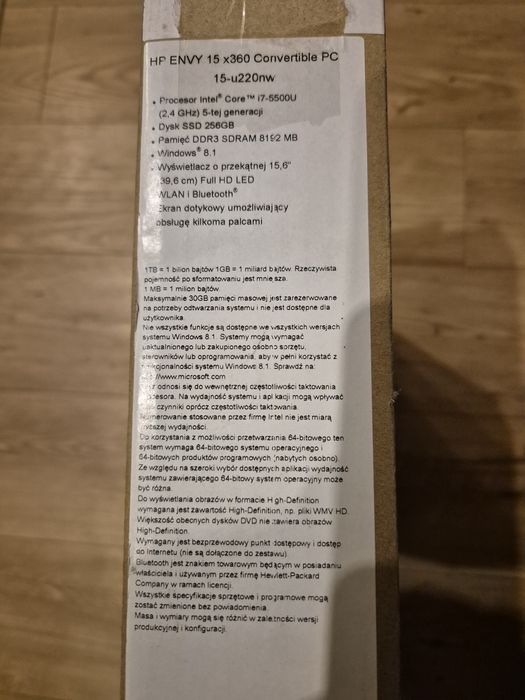 HP ENVY 15 x360 Convertible PC
15-u220nw
• Procesor Intel® Core™ i7-5500U
(2,4 GHz) 5-tej generacji
• Dysk SSD 256GB
• Pamięć DDR3 SDRAM 8192 MB
• Windows® 8.1
• Wyświetlacz o przekątnej 15,6"
(39,6 cm) Full HD LED
WLAN i Bluetooth®
Ekran dotykowy umożliwiający
obsługę kilkoma palcami
1TB = 1 bilion bajtów 1GB = 1 miliard bajtów. Rzeczywista
pojemność po sformatowaniu jest mniejsza.
1 MB = 1 milion bajtów.
Maksymalnie 30GB pamięci masowej jest zarezerwowane
na potrzeby odtwarzania systemu i nie jest dostępne dla
użytkownika.
Nie wszystkie funkcje są dostępne we wszystkich wersjach
systemu Windows 8.1. Systemy mogą wymagać
uaktualnionego lub zakupionego osobno sprzętu,
sterowników lub oprogramowania, aby w pełni korzystać z
funkcjonalności systemu Windows 8.1. Sprawdź na:
//www.microsoft.com
odnosi się do wewnętrznej częstotliwości taktowania
procesora. Na wydajność systemu i aplikacji mogą wpływać
czynniki oprócz częstotliwości taktowania.
Numerowanie stosowane przez firmę Intel nie jest miarą
wyższej wydajności.
Do korzystania z możliwości przetwarzania 64-bitowego ten
system wymaga 64-bitowego systemu operacyjnego i
64-bitowych produktów programowych (nabytych osobno).
Ze względu na szeroki wybór dostępnych aplikacji wydajność
systemu zawierającego 64-bitowy system operacyjny może
być różna.
Do wyświetlania obrazów w formacie High-Definition
wymagana jest zawartość High-Definition, np. pliki WMV HD.
Większość obecnych dysków DVD nie zawiera obrazów
High-Definition.
Wymagany jest bezprzewodowy punkt dostępowy i dostęp
do Internetu (nie są dołączone do zestawu).
Bluetooth jest znakiem towarowym będącym w posiadaniu
właściciela i używanym przez firmę Hewlett-Packard
Company w ramach licencji.
Wszystkie specyfikacje sprzętowe i programowe mogą
zostać zmienione bez powiadomienia.
Masa i wymiary mogą się różnić w zależności wersji
produkcyjnej i konfiguracji.